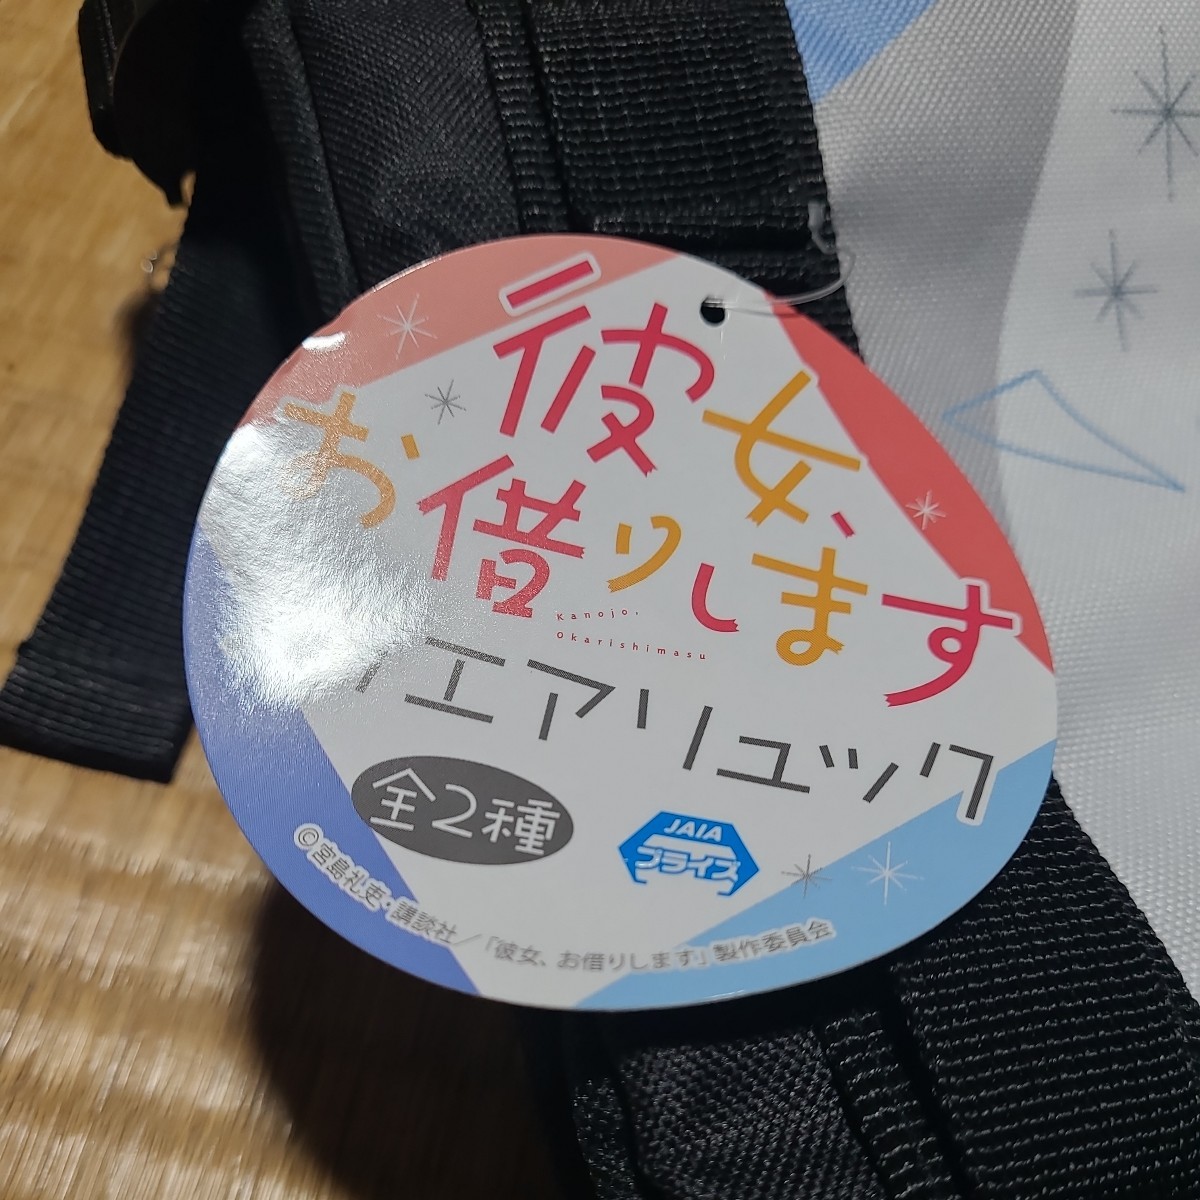 彼女、
お借りします
Kanojo,
Okarishimasu
クエアリュック
全2種
JAIA
プライズ
©宮島礼吏・講談社／「彼女、お借りします」製作委員会